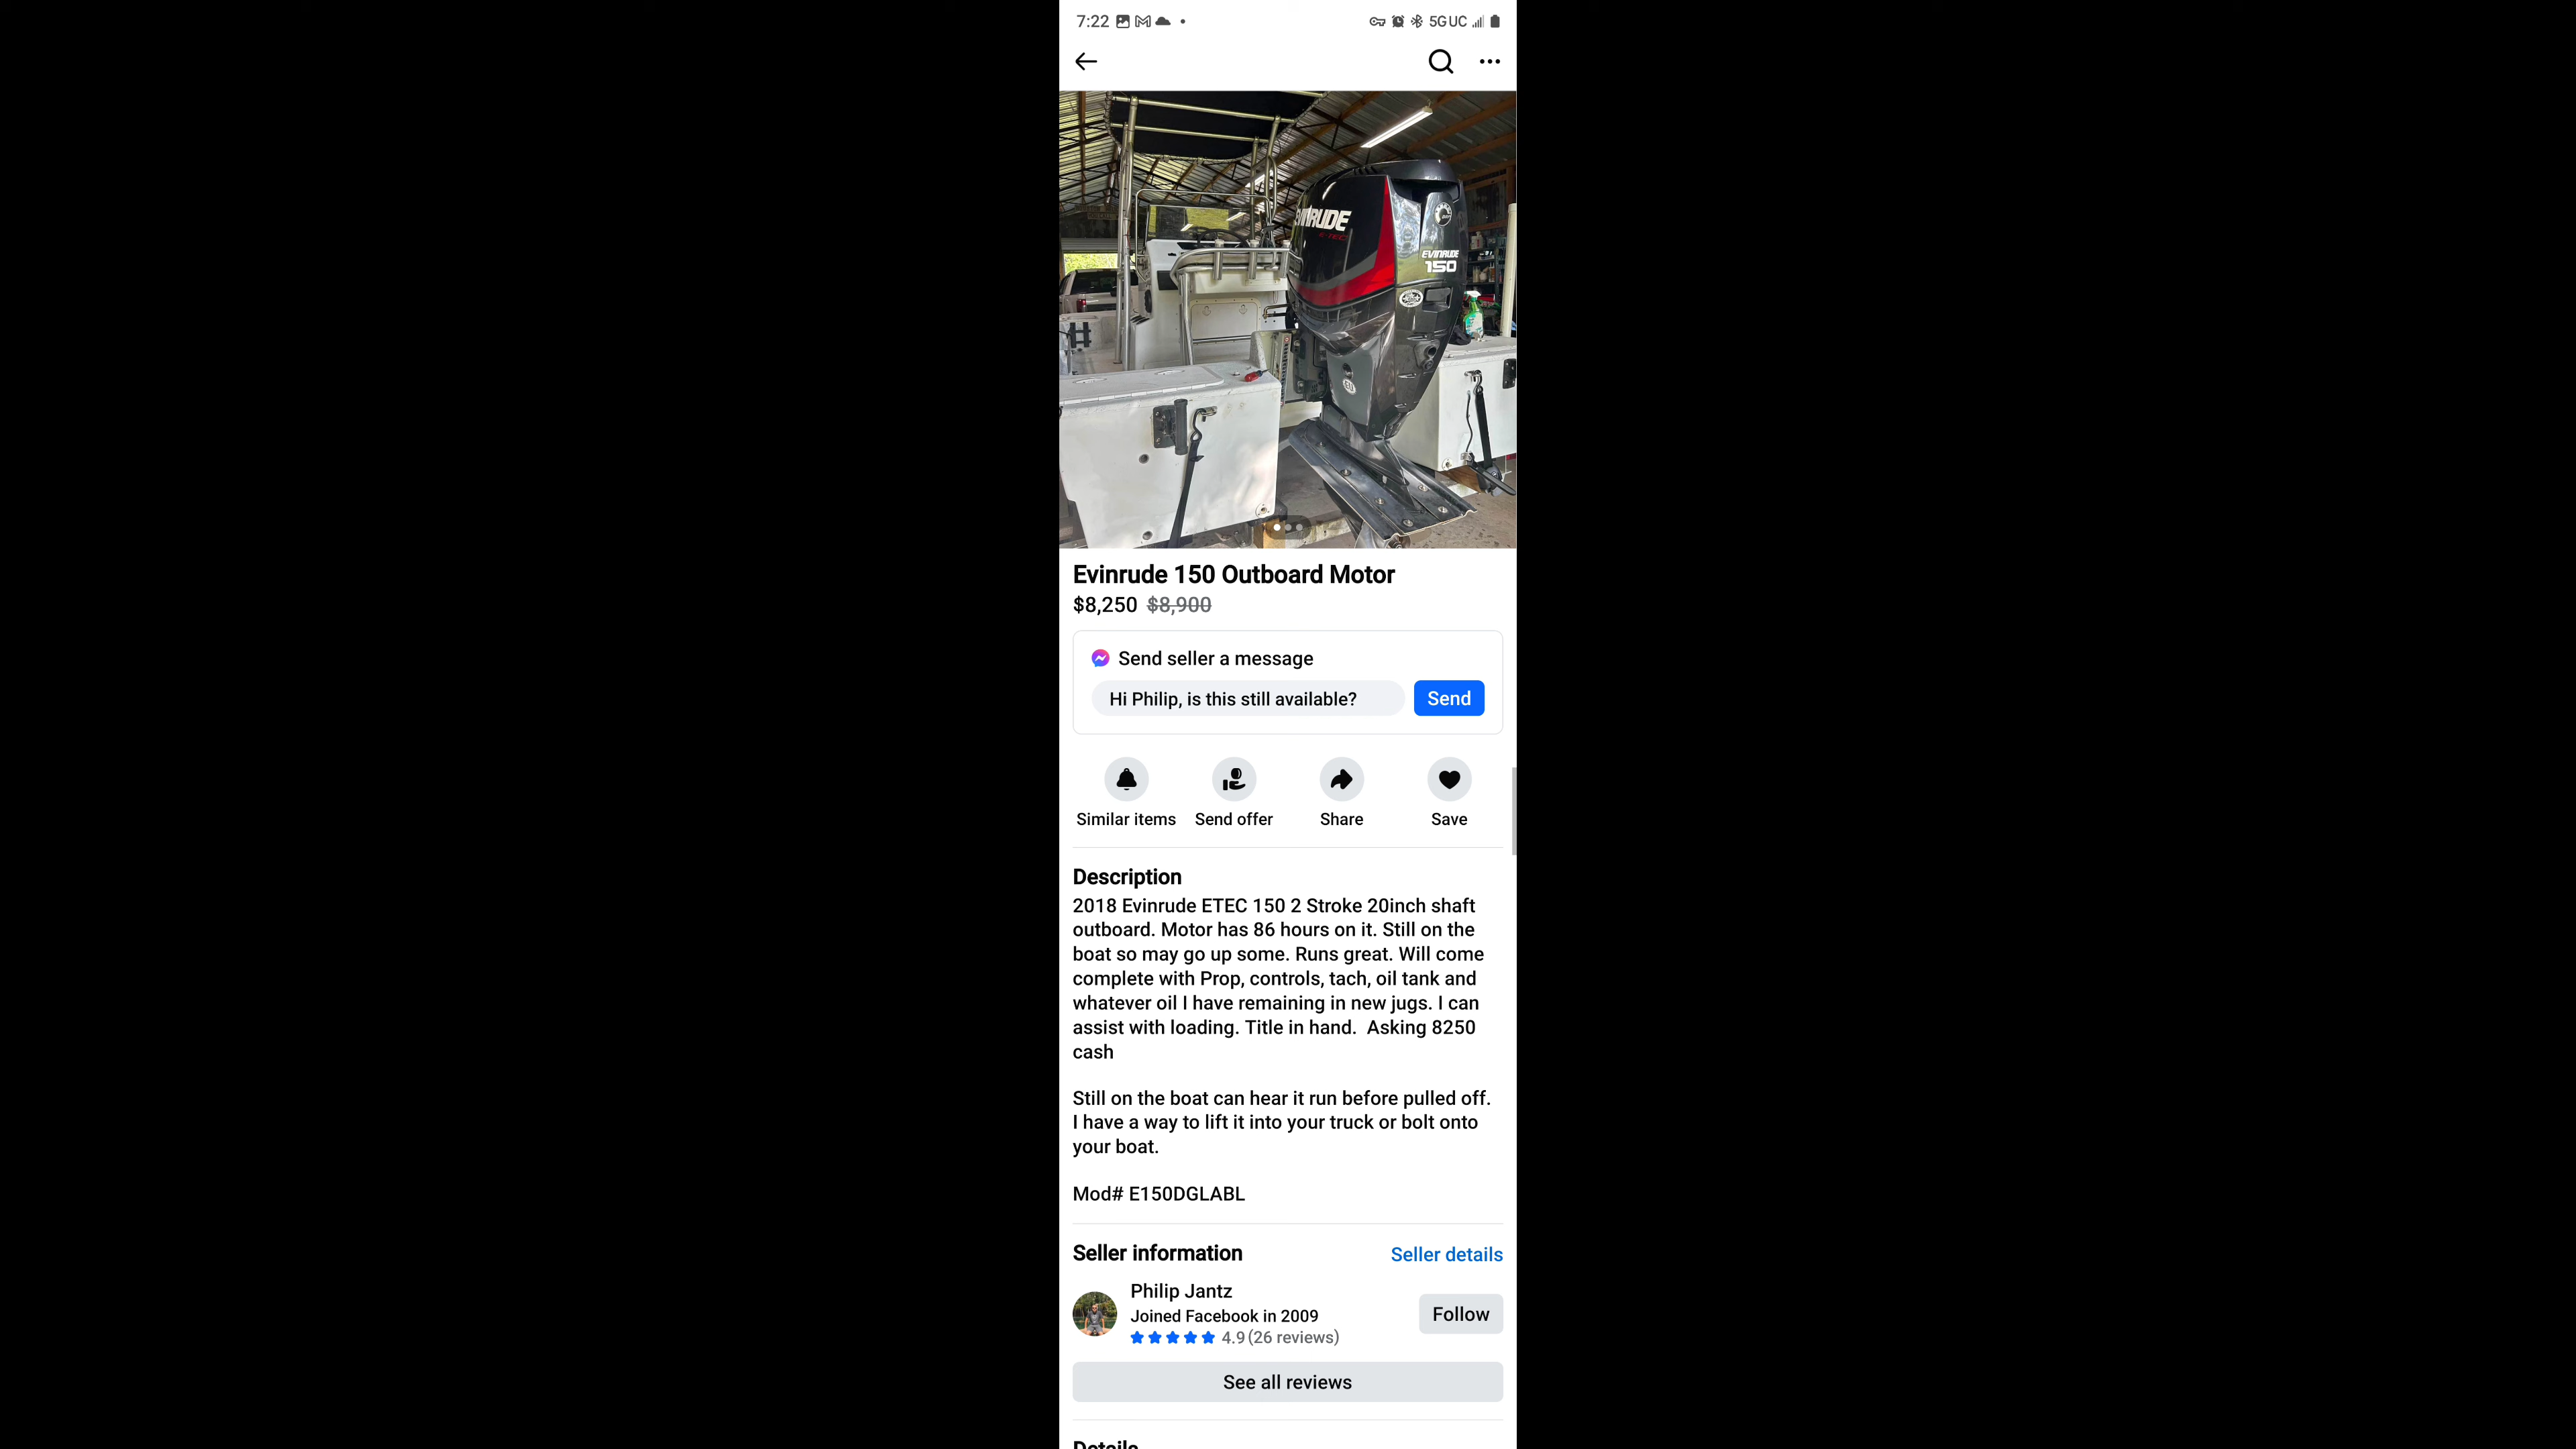 7:22 5G UC
EVINRUDE
E-TEC
EVINRUDE
150
Evinrude 150 Outboard Motor
$8,250 $8,900
Send seller a message
Hi Philip, is this still available? Send
Similar items Send offer Share Save
Description
2018 Evinrude ETEC 150 2 Stroke 20inch shaft
outboard. Motor has 86 hours on it. Still on the
boat so may go up some. Runs great. Will come
complete with Prop, controls, tach, oil tank and
whatever oil I have remaining in new jugs. I can
assist with loading. Title in hand.  Asking 8250
cash
Still on the boat can hear it run before pulled off.
I have a way to lift it into your truck or bolt onto
your boat.
Mod# E150DGLABL
Seller information Seller details
Philip Jantz
Joined Facebook in 2009
4.9 (26 reviews)
Follow
See all reviews
Details